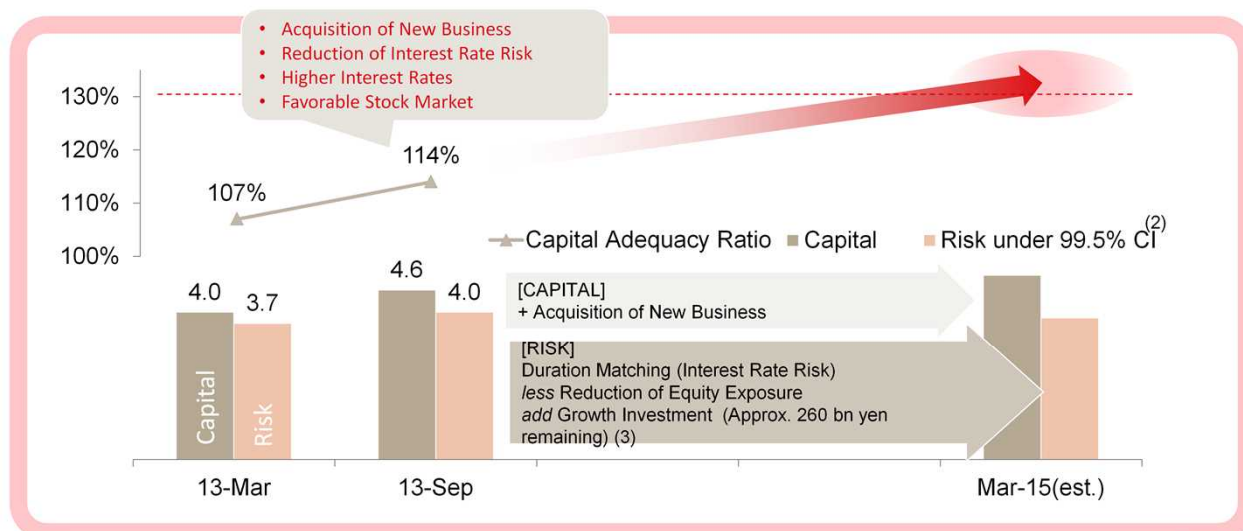 • Acquisition of New Business
• Reduction of Interest Rate Risk
• Higher Interest Rates
• Favorable Stock Market
130%
120%
110%
100%
107%
114%
Capital Adequacy Ratio
Capital
Risk under 99.5% CI(2)
4.0
3.7
4.6
4.0
Capital
Risk
[CAPITAL]
+ Acquisition of New Business
[RISK]
Duration Matching (Interest Rate Risk)
less Reduction of Equity Exposure
add Growth Investment (Approx. 260 bn yen
remaining) (3)
13-Mar
13-Sep
Mar-15(est.)